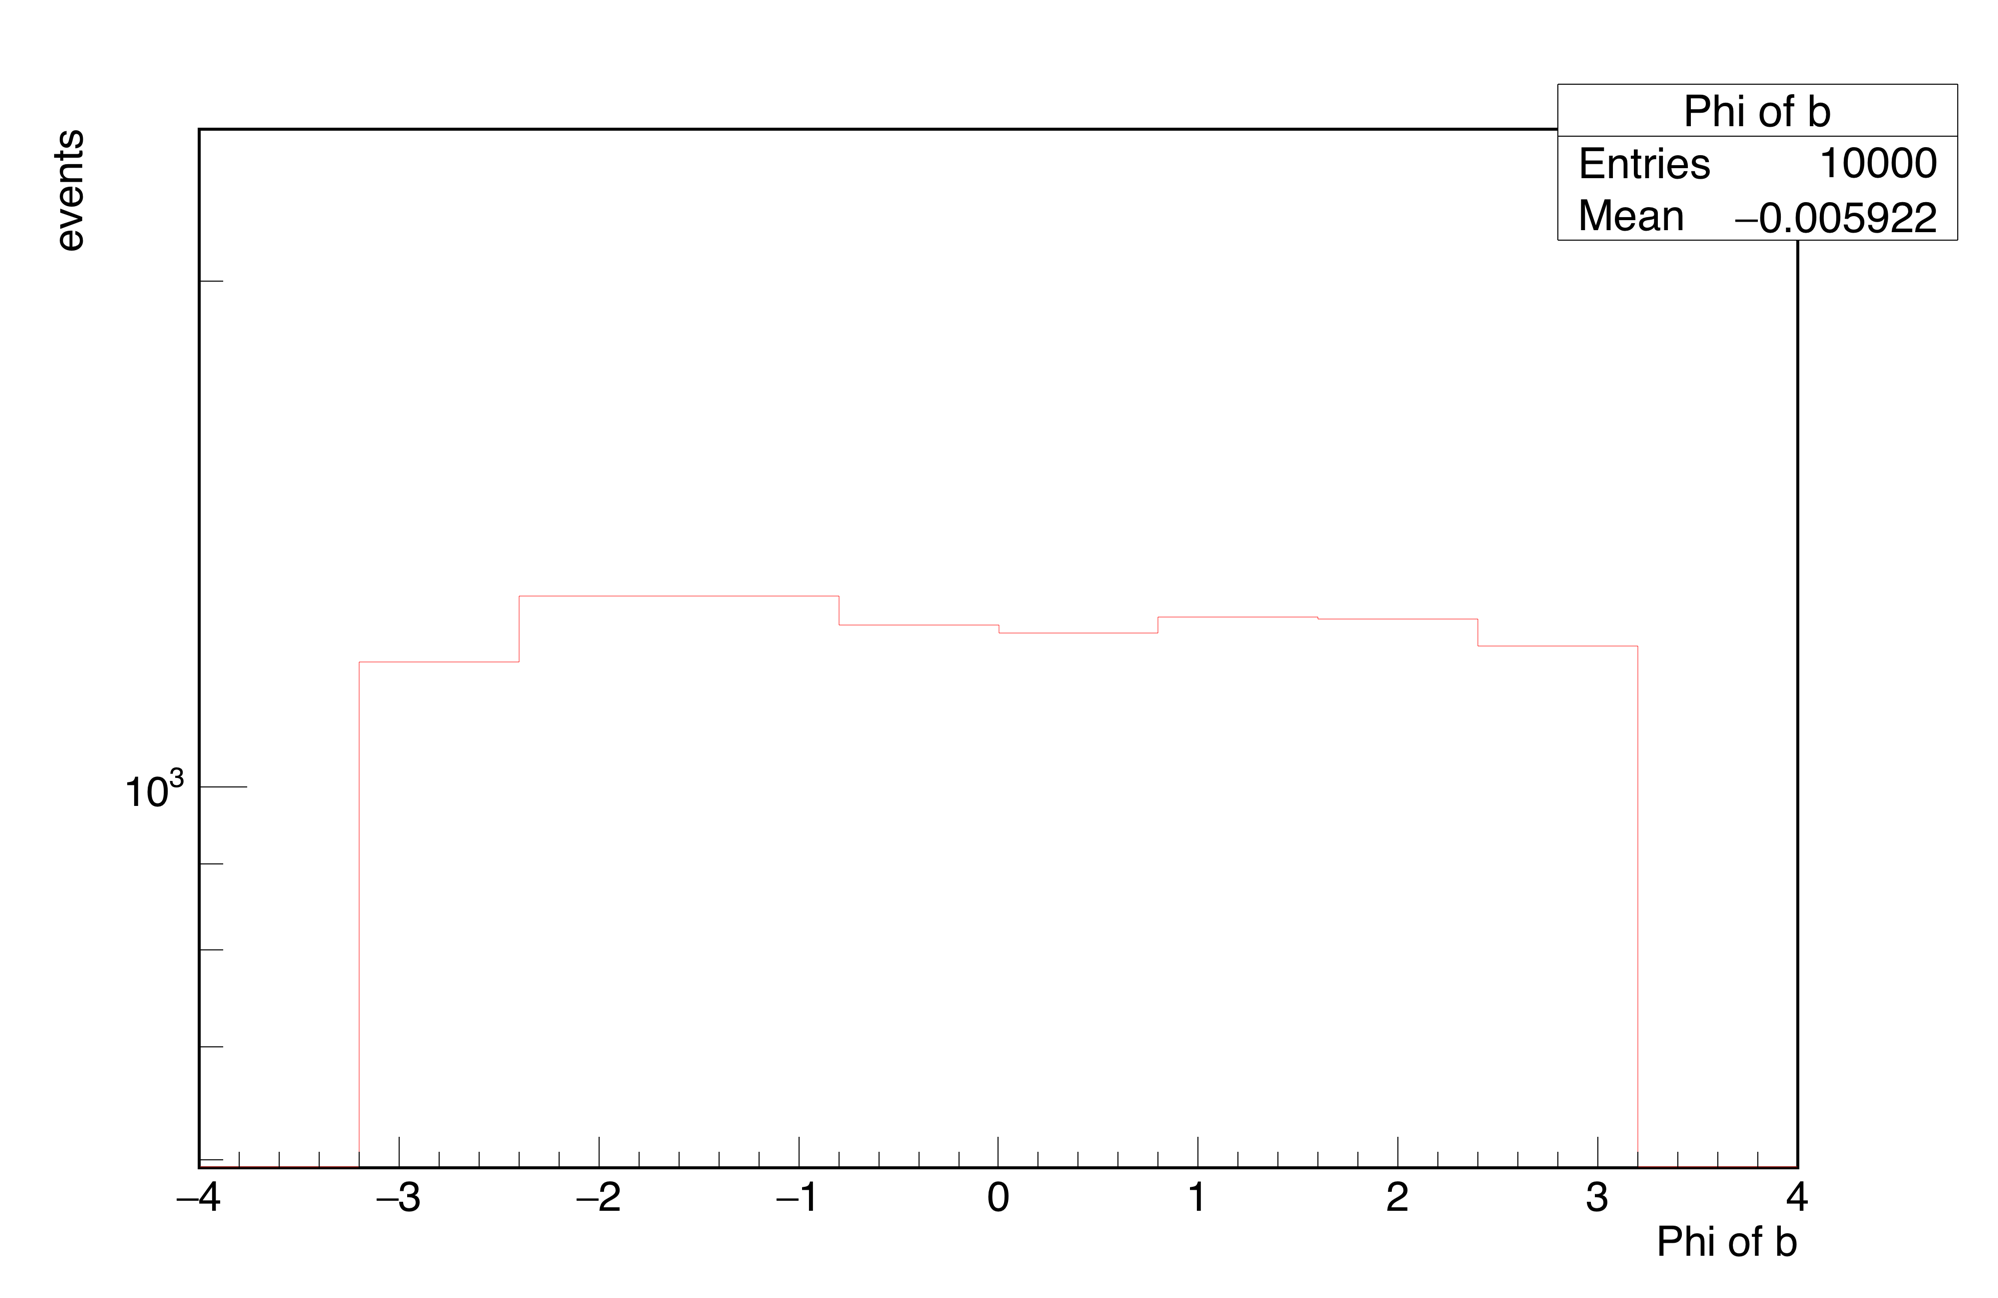 events
Phi of b
Entries 10000
Mean −0.005922
10³
−4 −3 −2 −1 0 1 2 3 4
Phi of b